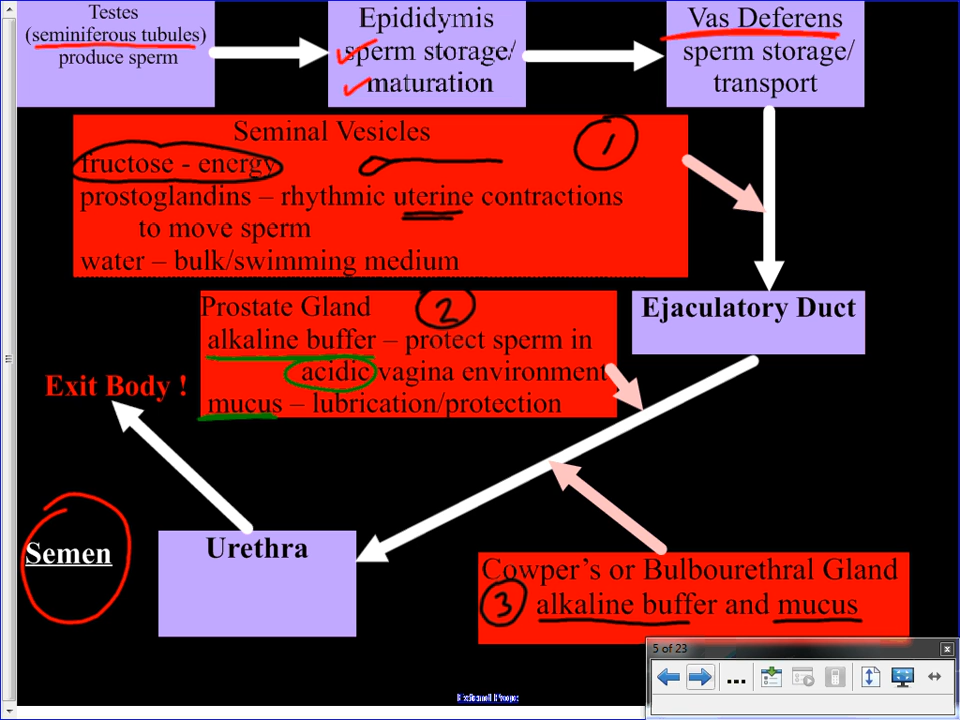 Testes
(seminiferous tubules)
produce sperm
Epididymis
sperm storage/
maturation
Vas Deferens
sperm storage/
transport
Seminal Vesicles
1
fructose - energy
prostoglandins – rhythmic uterine contractions
to move sperm
water – bulk/swimming medium
Prostate Gland
2
alkaline buffer – protect sperm in
acidic vagina environment
mucus – lubrication/protection
Ejaculatory Duct
Exit Body !
Semen
Urethra
Cowper's or Bulbourethral Gland
3
alkaline buffer and mucus
5 of 23